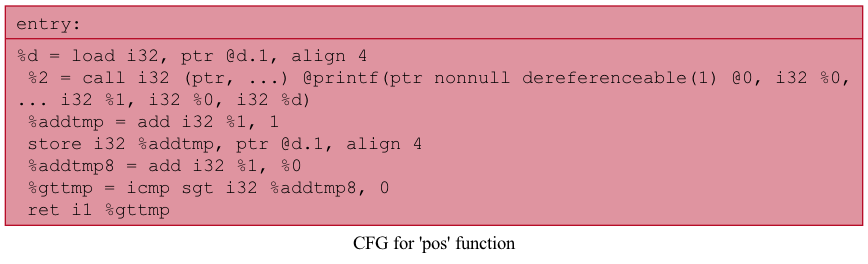 entry:
%d = load i32, ptr @d.1, align 4
%2 = call i32 (ptr, ...) @printf(ptr nonnull dereferenceable(1) @0, i32 %0,
... i32 %1, i32 %0, i32 %d)
%addtmp = add i32 %1, 1
store i32 %addtmp, ptr @d.1, align 4
%addtmp8 = add i32 %1, %0
%gttmp = icmp sgt i32 %addtmp8, 0
ret i1 %gttmp
CFG for 'pos' function